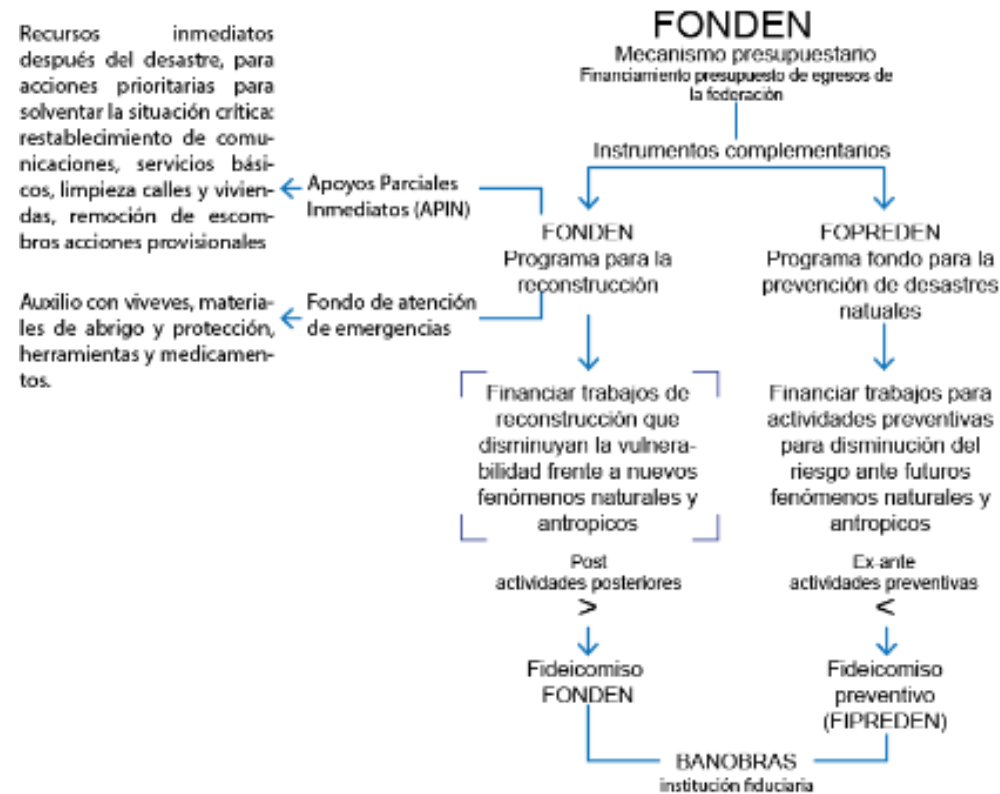 FONDEN
Mecanismo presupuestario
Financiamiento presupuesto de egresos de
la federación
Instrumentos complementarios
Recursos inmediatos
después del desastre, para
acciones prioritarias para
solventar la situación crítica:
restablecimiento de comu-
nicaciones, servicios bási-
cos, limpieza calles y vivien-
das, remoción de escom-
bros acciones provisionales
Apoyos Parciales
Inmediatos (APIN)
Auxilio con viveves, materia-
les de abrigo y protección,
herramientas y medicamen-
tos.
Fondo de atención
de emergencias
FONDEN
Programa para la
reconstrucción
FOPREDEN
Programa fondo para la
prevención de desastres
natuales
Financiar trabajos de
reconstrucción que
disminuyan la vulnera-
bilidad frente a nuevos
fenómenos naturales y
antropicos
Financiar trabajos para
actividades preventivas
para disminución del
riesgo ante futuros
fenómenos naturales y
antropicos
Post
actividades posteriores
>
Ex-ante
actividades preventivas
<
Fideicomiso
FONDEN
Fideicomiso
preventivo
(FIPREDEN)
BANOBRAS
institución fiduciaria